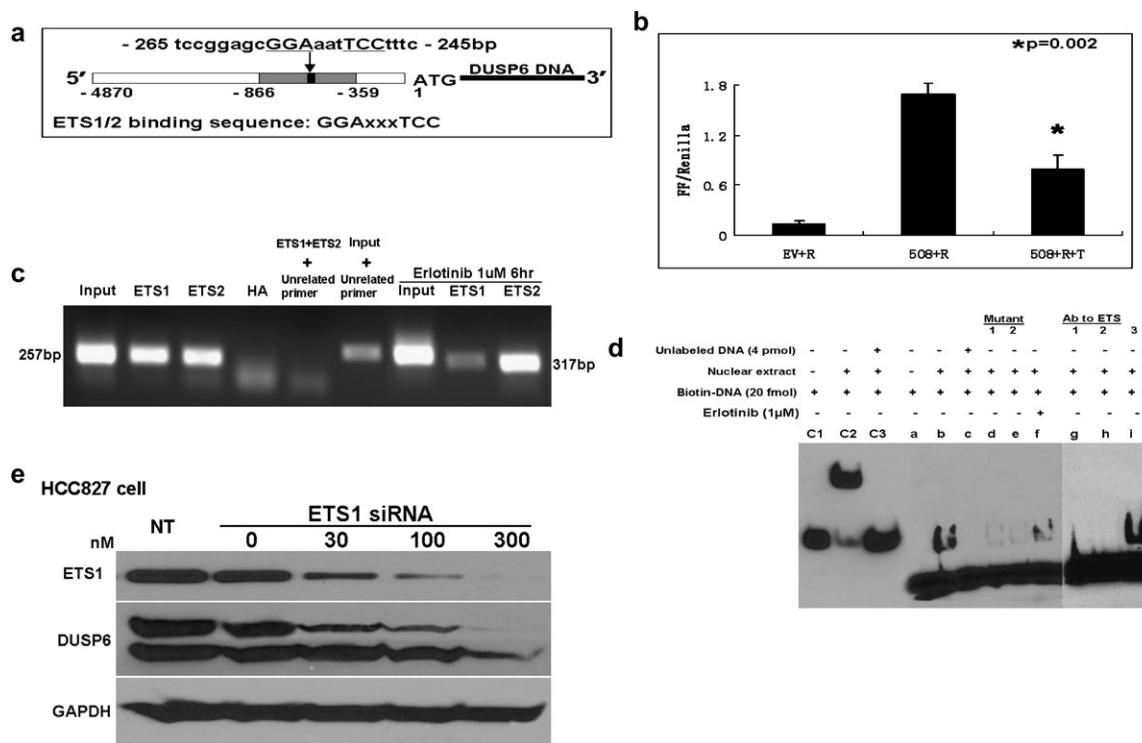 a
- 265 tccggagcGGAaatTCCtttc - 245bp
5′ ATG DUSP6 DNA 3′
- 4870 - 866 - 359 1
ETS1/2 binding sequence: GGAxxxTCC
b
*p=0.002
FF/Renilla
1.8
*
1.2
0.6
0
EV+R 508+R 508+R+T
c
Input ETS1 ETS2 HA ETS1+ETS2 + Unrelated primer Input + Unrelated primer Erlotinib 1uM 6hr Input ETS1 ETS2
257bp 317bp
d
Mutant Ab to ETS
1 2 1 2 3
Unlabeled DNA (4 pmol) - - + - - + - - - - - -
Nuclear extract - + + - + + + + + + + +
Biotin-DNA (20 fmol) + + + + + + + + + + + +
Erlotinib (1µM) - - - - - - - - + - - -
C1 C2 C3 a b c d e f g h i
e
HCC827 cell
NT ETS1 siRNA
nM 0 30 100 300
ETS1
DUSP6
GAPDH